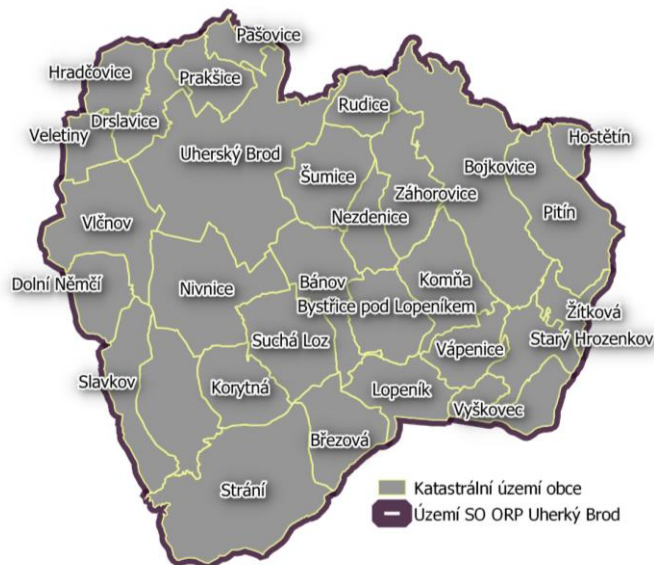 Pašovice
Hradčovice
Prakšice
Rudice
Drslavice
Veletiny
Hostětín
Uherský Brod
Bojkovice
Šumice
Záhorovice
Nezdenice
Pitín
Vlčnov
Dolní Němčí
Nivnice
Bánov
Komňa
Bystřice pod Lopeníkem
Žítková
Starý Hrozenkov
Suchá Loz
Vápenice
Slavkov
Korytná
Lopeník
Vyškovec
Březová
Strání
Katastrální území obce
Území SO ORP Uherký Brod